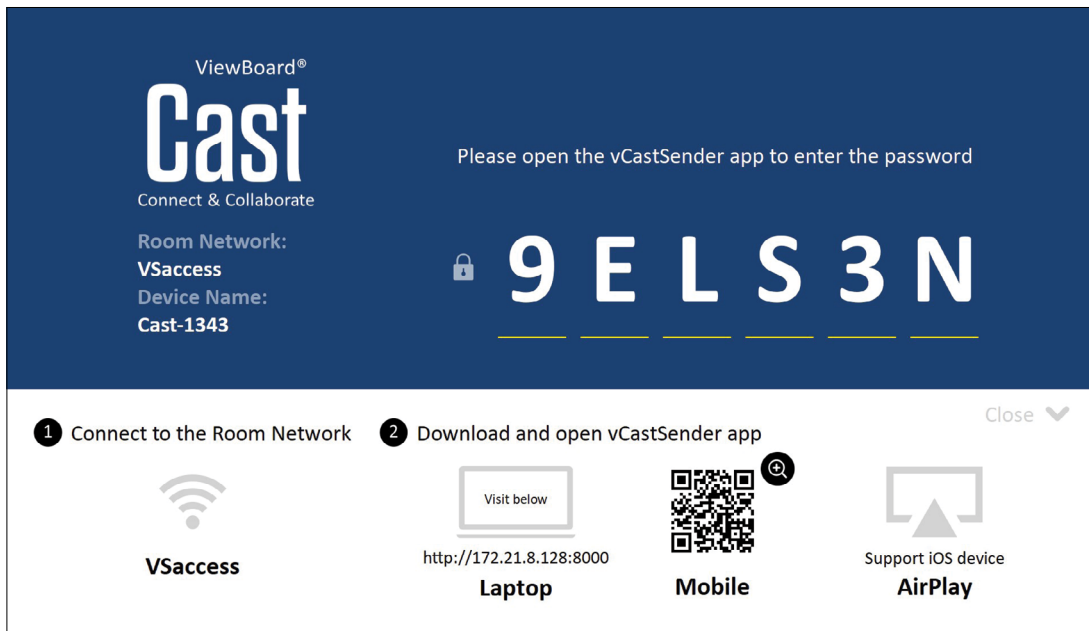 ViewBoard®
Cast
Connect & Collaborate
Room Network:
VSaccess
Device Name:
Cast-1343
Please open the vCastSender app to enter the password
9 E L S 3 N
Close
1 Connect to the Room Network
VSaccess
2 Download and open vCastSender app
Visit below
http://172.21.8.128:8000
Laptop
Mobile
Support iOS device
AirPlay